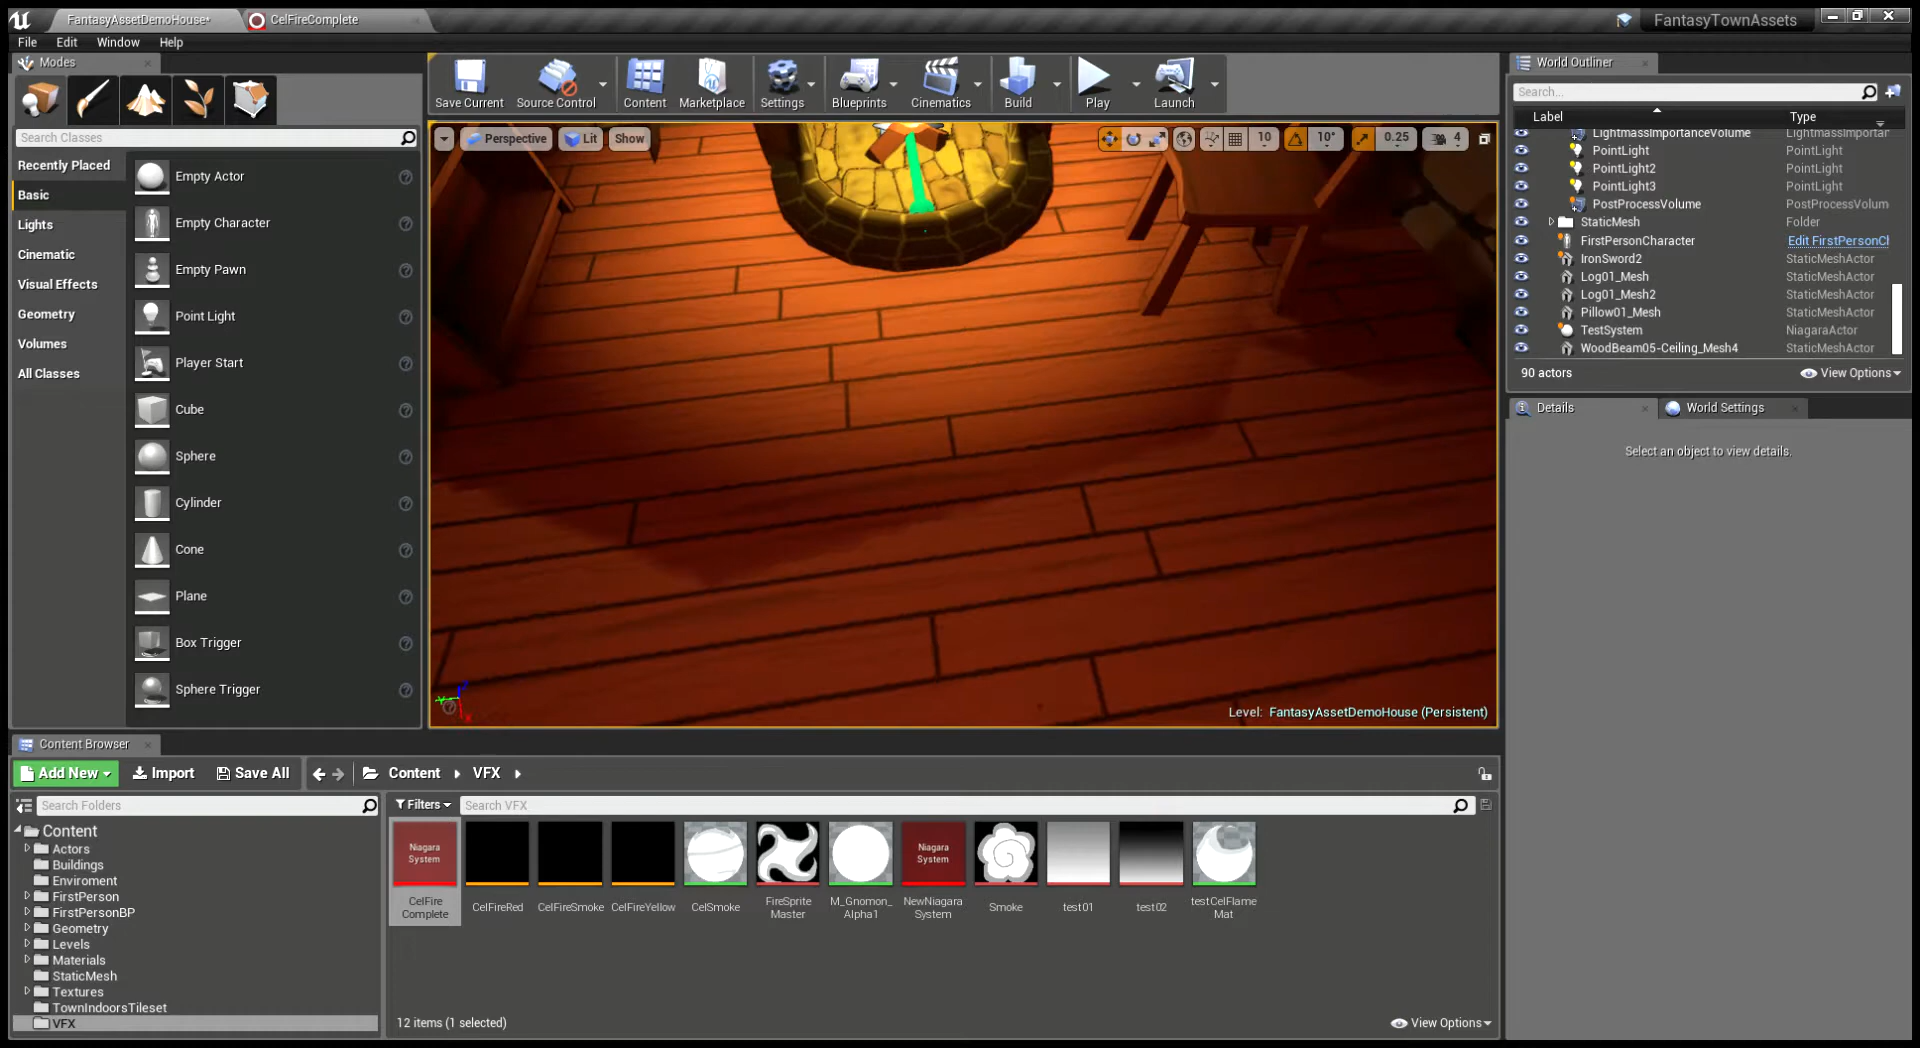 FantasyAssetDemoHouse*
CelFireComplete
FantasyTownAssets
File Edit Window Help
Modes
Save Current
Source Control
Content
Marketplace
Settings
Blueprints
Cinematics
Build
Play
Launch
Search Classes
Recently Placed
Basic
Lights
Cinematic
Visual Effects
Geometry
Volumes
All Classes
Empty Actor
Empty Character
Empty Pawn
Point Light
Player Start
Cube
Sphere
Cylinder
Cone
Plane
Box Trigger
Sphere Trigger
Perspective
Lit
Show
10
10°
0.25
4
Level: FantasyAssetDemoHouse (Persistent)
World Outliner
Search...
Label Type
LightmassImportanceVolume LightmassImportan
PointLight PointLight
PointLight2 PointLight
PointLight3 PointLight
PostProcessVolume PostProcessVolum
StaticMesh Folder
FirstPersonCharacter Edit FirstPersonCl
IronSword2 StaticMeshActor
Log01_Mesh StaticMeshActor
Log01_Mesh2 StaticMeshActor
Pillow01_Mesh StaticMeshActor
TestSystem NiagaraActor
WoodBeam05-Ceiling_Mesh4 StaticMeshActor
90 actors
View Options
Details
World Settings
Select an object to view details.
Content Browser
Add New
Import
Save All
Content
VFX
Search Folders
Filters
Search VFX
Content
Actors
Buildings
Enviroment
FirstPerson
FirstPersonBP
Geometry
Levels
Materials
StaticMesh
Textures
TownIndoorsTileset
VFX
Niagara
System
CelFire
Complete
CelFireRed
CelFireSmoke
CelFireYellow
CelSmoke
FireSprite
Master
M_Gnomon_
Alpha1
Niagara
System
NewNiagara
System
Smoke
test01
test02
testCelFlame
Mat
12 items (1 selected)
View Options